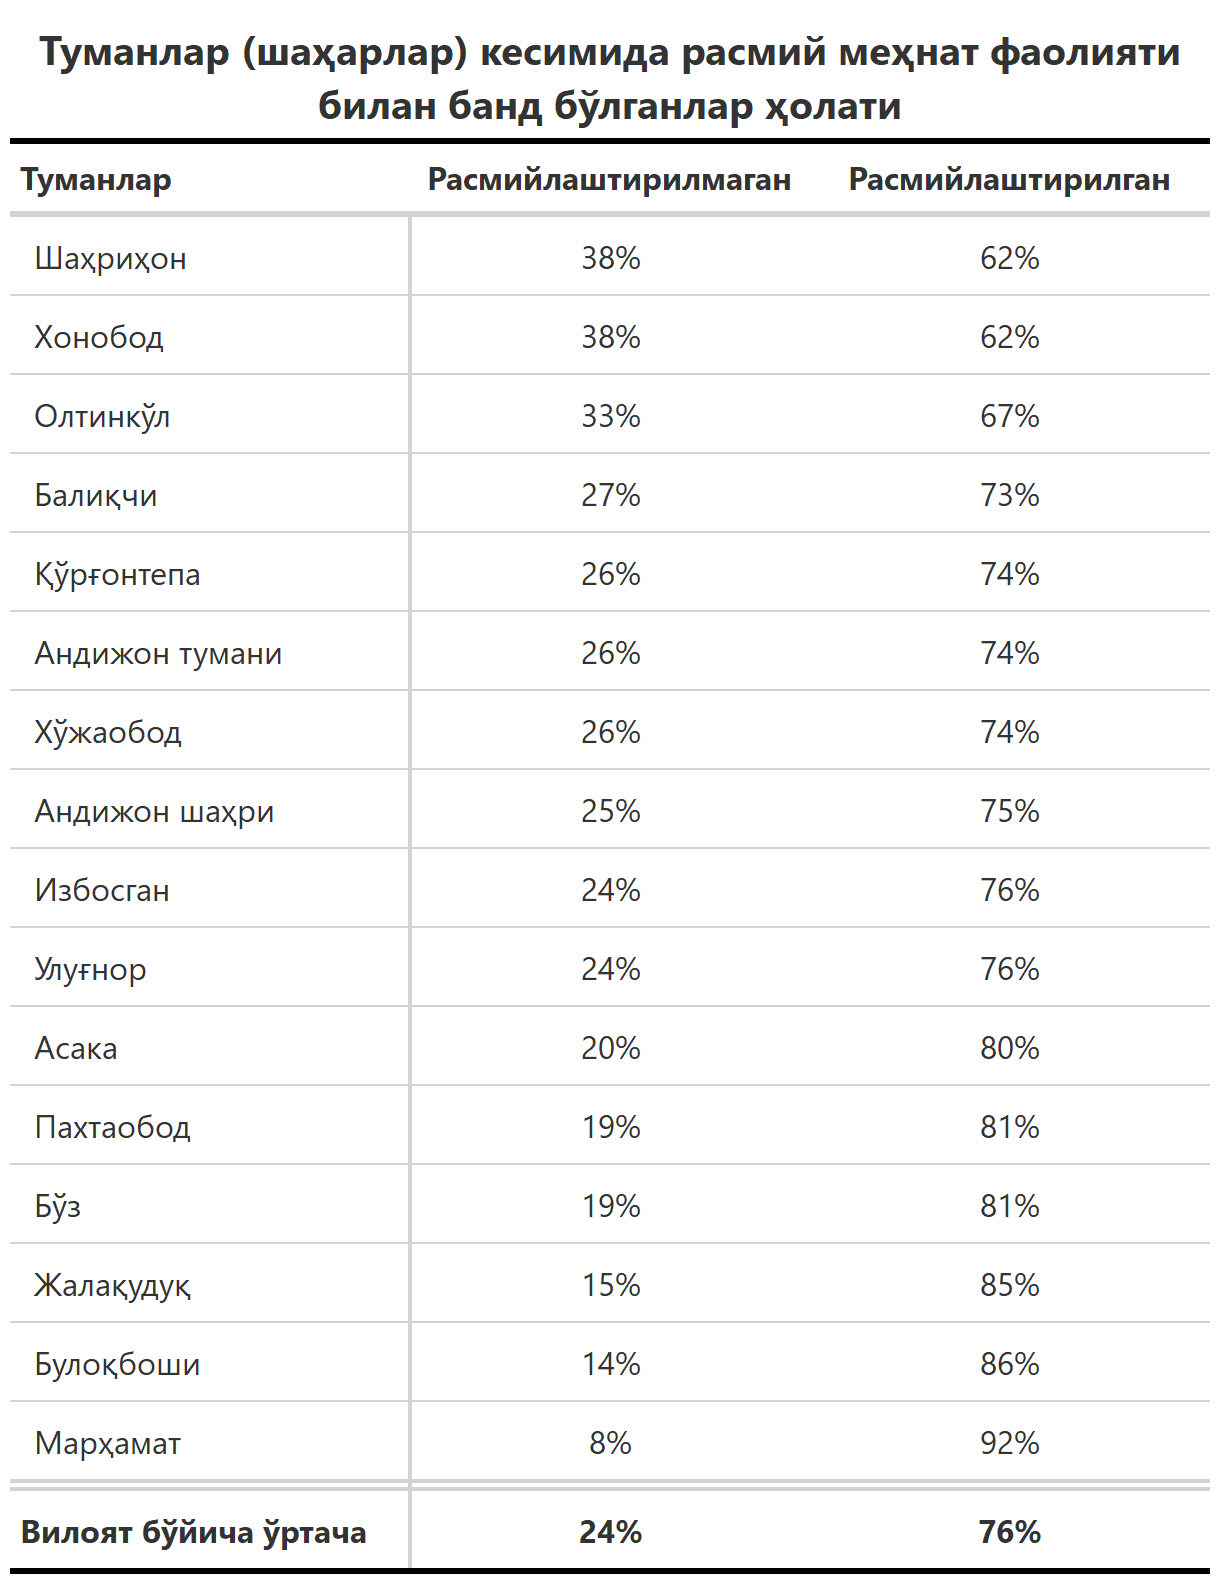 Туманлар (шаҳарлар) кесимида расмий меҳнат фаолияти
билан банд бўлганлар ҳолати
Туманлар Расмийлаштирилмаган Расмийлаштирилган
Шаҳриҳон 38% 62%
Хонобод 38% 62%
Олтинкўл 33% 67%
Балиқчи 27% 73%
Қўрғонтепа 26% 74%
Андижон тумани 26% 74%
Хўжаобод 26% 74%
Андижон шаҳри 25% 75%
Избосган 24% 76%
Улуғнор 24% 76%
Асака 20% 80%
Пахтаобод 19% 81%
Бўз 19% 81%
Жалақудуқ 15% 85%
Булоқбоши 14% 86%
Марҳамат 8% 92%
Вилоят бўйича ўртача 24% 76%